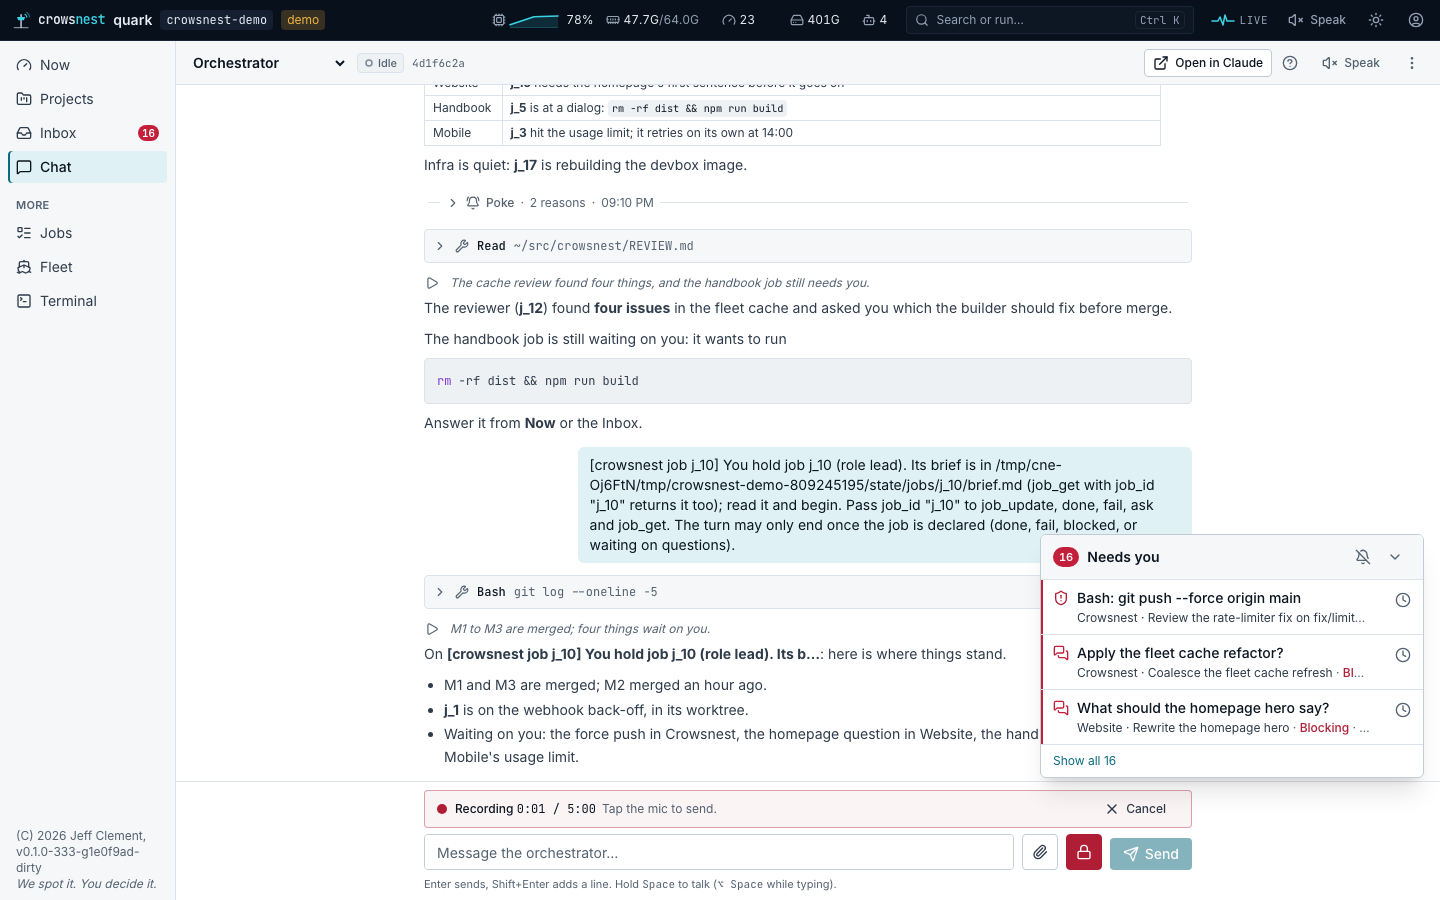 crowsnest quark crowsnest-demo demo
78% 47.7G/64.0G 23 401G 4
Search or run... Ctrl K
LIVE Speak
Now
Projects
Inbox 16
Chat
MORE
Jobs
Fleet
Terminal
(C) 2026 Jeff Clement,
v0.1.0-333-g1e0f9ad-
dirty
We spot it. You decide it.
Orchestrator Idle 4d1f6c2a
Open in Claude Speak
Handbook j_5 is at a dialog: rm -rf dist && npm run build
Mobile j_3 hit the usage limit; it retries on its own at 14:00
Infra is quiet: j_17 is rebuilding the devbox image.
Poke · 2 reasons · 09:10 PM
Read ~/src/crowsnest/REVIEW.md
The cache review found four things, and the handbook job still needs you.
The reviewer (j_12) found four issues in the fleet cache and asked you which the builder should fix before merge.
The handbook job is still waiting on you: it wants to run
rm -rf dist && npm run build
Answer it from Now or the Inbox.
[crowsnest job j_10] You hold job j_10 (role lead). Its brief is in /tmp/cne-
Oj6FtN/tmp/crowsnest-demo-809245195/state/jobs/j_10/brief.md (job_get with job_id
"j_10" returns it too); read it and begin. Pass job_id "j_10" to job_update, done, fail, ask
and job_get. The turn may only end once the job is declared (done, fail, blocked, or
waiting on questions).
Bash git log --oneline -5
M1 to M3 are merged; four things wait on you.
On [crowsnest job j_10] You hold job j_10 (role lead). Its b...: here is where things stand.
M1 and M3 are merged; M2 merged an hour ago.
j_1 is on the webhook back-off, in its worktree.
Waiting on you: the force push in Crowsnest, the homepage question in Website, the hand
Mobile's usage limit.
16 Needs you
Bash: git push --force origin main
Crowsnest · Review the rate-limiter fix on fix/limit...
Apply the fleet cache refactor?
Crowsnest · Coalesce the fleet cache refresh · Bl...
What should the homepage hero say?
Website · Rewrite the homepage hero · Blocking · ...
Show all 16
Recording 0:01 / 5:00 Tap the mic to send. Cancel
Message the orchestrator...
Send
Enter sends, Shift+Enter adds a line. Hold Space to talk (⌥ Space while typing).